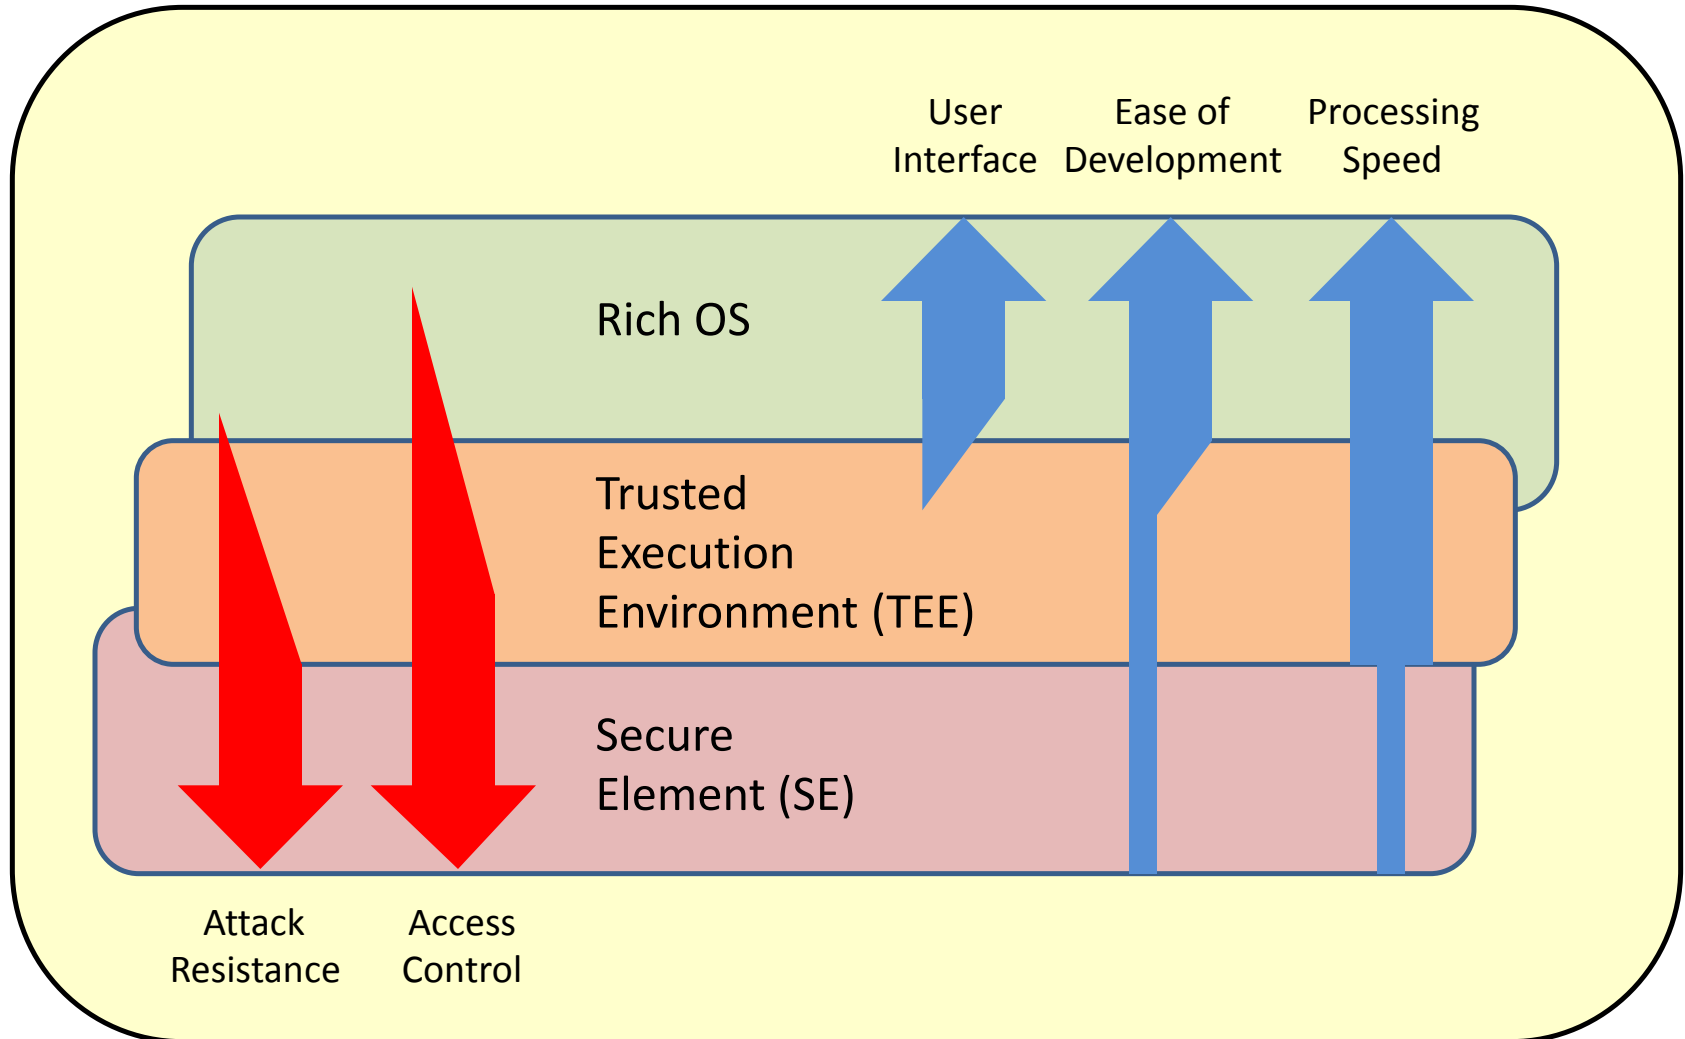 User
Interface
Ease of
Development
Processing
Speed
Rich OS
Trusted
Execution
Environment (TEE)
Secure
Element (SE)
Attack
Resistance
Access
Control